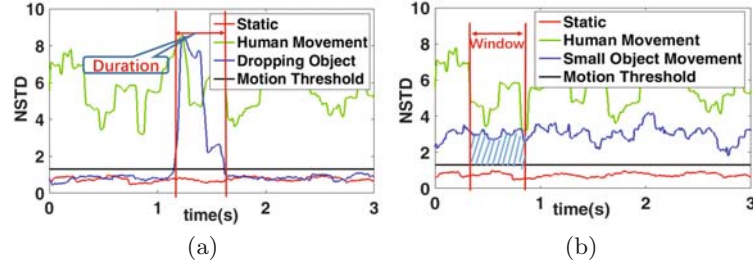 10
8
6
4
2
0
NSTD
Duration
Static
Human Movement
Dropping Object
Motion Threshold
0
1
2
3
time(s)
(a)
10
8
6
4
2
0
NSTD
Window
Static
Human Movement
Small Object Movement
Motion Threshold
0
1
2
3
time(s)
(b)